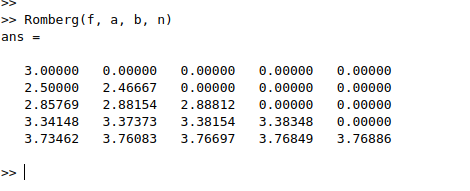 >>
>> Romberg(f, a, b, n)
ans =
3.00000 0.00000 0.00000 0.00000 0.00000
2.50000 2.46667 0.00000 0.00000 0.00000
2.85769 2.88154 2.88812 0.00000 0.00000
3.34148 3.37373 3.38154 3.38348 0.00000
3.73462 3.76083 3.76697 3.76849 3.76886
>>